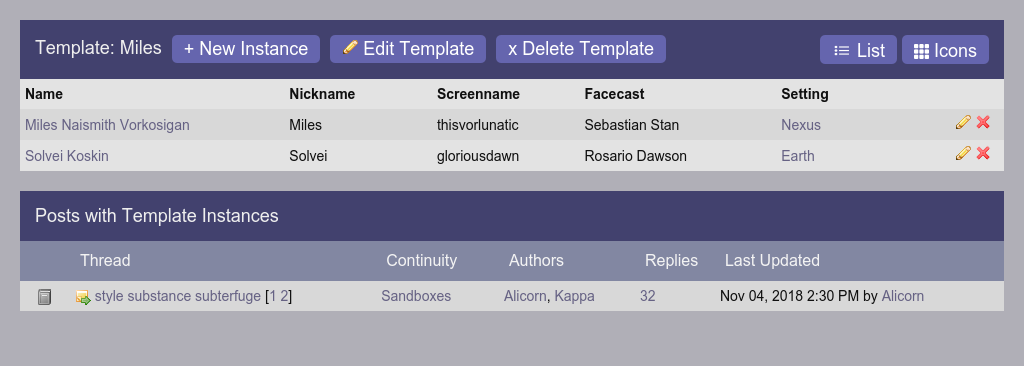 Template: Miles + New Instance Edit Template x Delete Template List Icons
Name Nickname Screenname Facecast Setting
Miles Naismith Vorkosigan Miles thisvorlunatic Sebastian Stan Nexus
Solvei Koskin Solvei gloriousdawn Rosario Dawson Earth
Posts with Template Instances
Thread Continuity Authors Replies Last Updated
style substance subterfuge [1 2] Sandboxes Alicorn, Kappa 32 Nov 04, 2018 2:30 PM by Alicorn